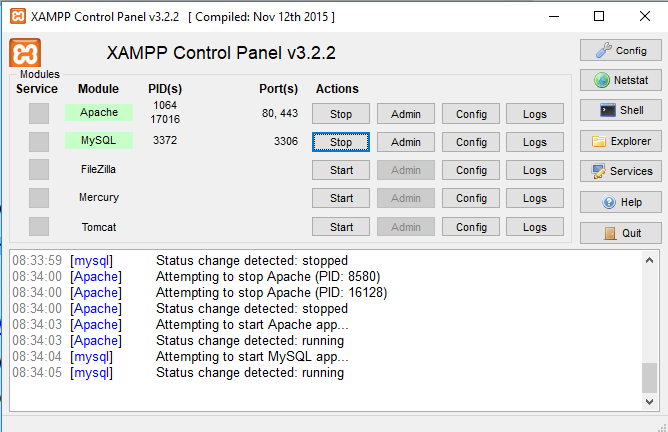 XAMPP Control Panel v3.2.2 [ Compiled: Nov 12th 2015 ]
XAMPP Control Panel v3.2.2
Config
Modules
Service Module PID(s) Port(s) Actions
Netstat
Apache 1064 17016 80, 443 Stop Admin Config Logs
Shell
MySQL 3372 3306 Stop Admin Config Logs
Explorer
FileZilla Start Admin Config Logs
Services
Mercury Start Admin Config Logs
Help
Tomcat Start Admin Config Logs
Quit
08:33:59 [mysql] Status change detected: stopped
08:34:00 [Apache] Attempting to stop Apache (PID: 8580)
08:34:00 [Apache] Attempting to stop Apache (PID: 16128)
08:34:00 [Apache] Status change detected: stopped
08:34:03 [Apache] Attempting to start Apache app...
08:34:03 [Apache] Status change detected: running
08:34:04 [mysql] Attempting to start MySQL app...
08:34:05 [mysql] Status change detected: running